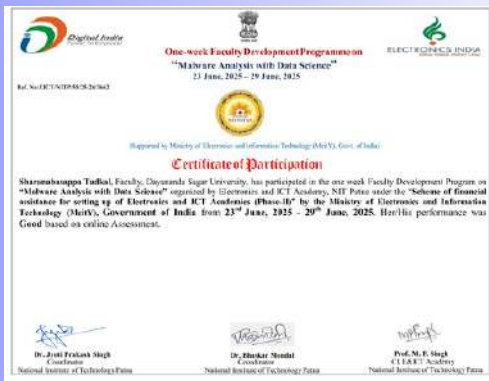 Digital India
ELECTRONICS INDIA
One-week Faculty Development Programme on
"Malware Analysis with Data Science"
23 June, 2025 – 29 June, 2025
(Supported by Ministry of Electronics and Information Technology (MeitY), Govt. of India)
Certificate of Participation
Sharanabasappa Tadkal, Faculty, Dayananda Sagar University, has participated in the one week Faculty Development Program on
"Malware Analysis with Data Science" organized by Electronics and ICT Academy, NIT Patna under the "Scheme of financial
assistance for setting up of Electronics and ICT Academies (Phase-II)" by the Ministry of Electronics and Information
Technology (MeitY), Government of India from 23rd June, 2025 - 29th June, 2025. Her/His performance was
Good based on online Assessment.
Dr. Jyoti Prakash Singh
Coordinator
National Institute of Technology Patna
Dr. Bhaskar Mondal
Coordinator
National Institute of Technology Patna
Prof. M. P. Singh
CI, E&ICT Academy
National Institute of Technology Patna